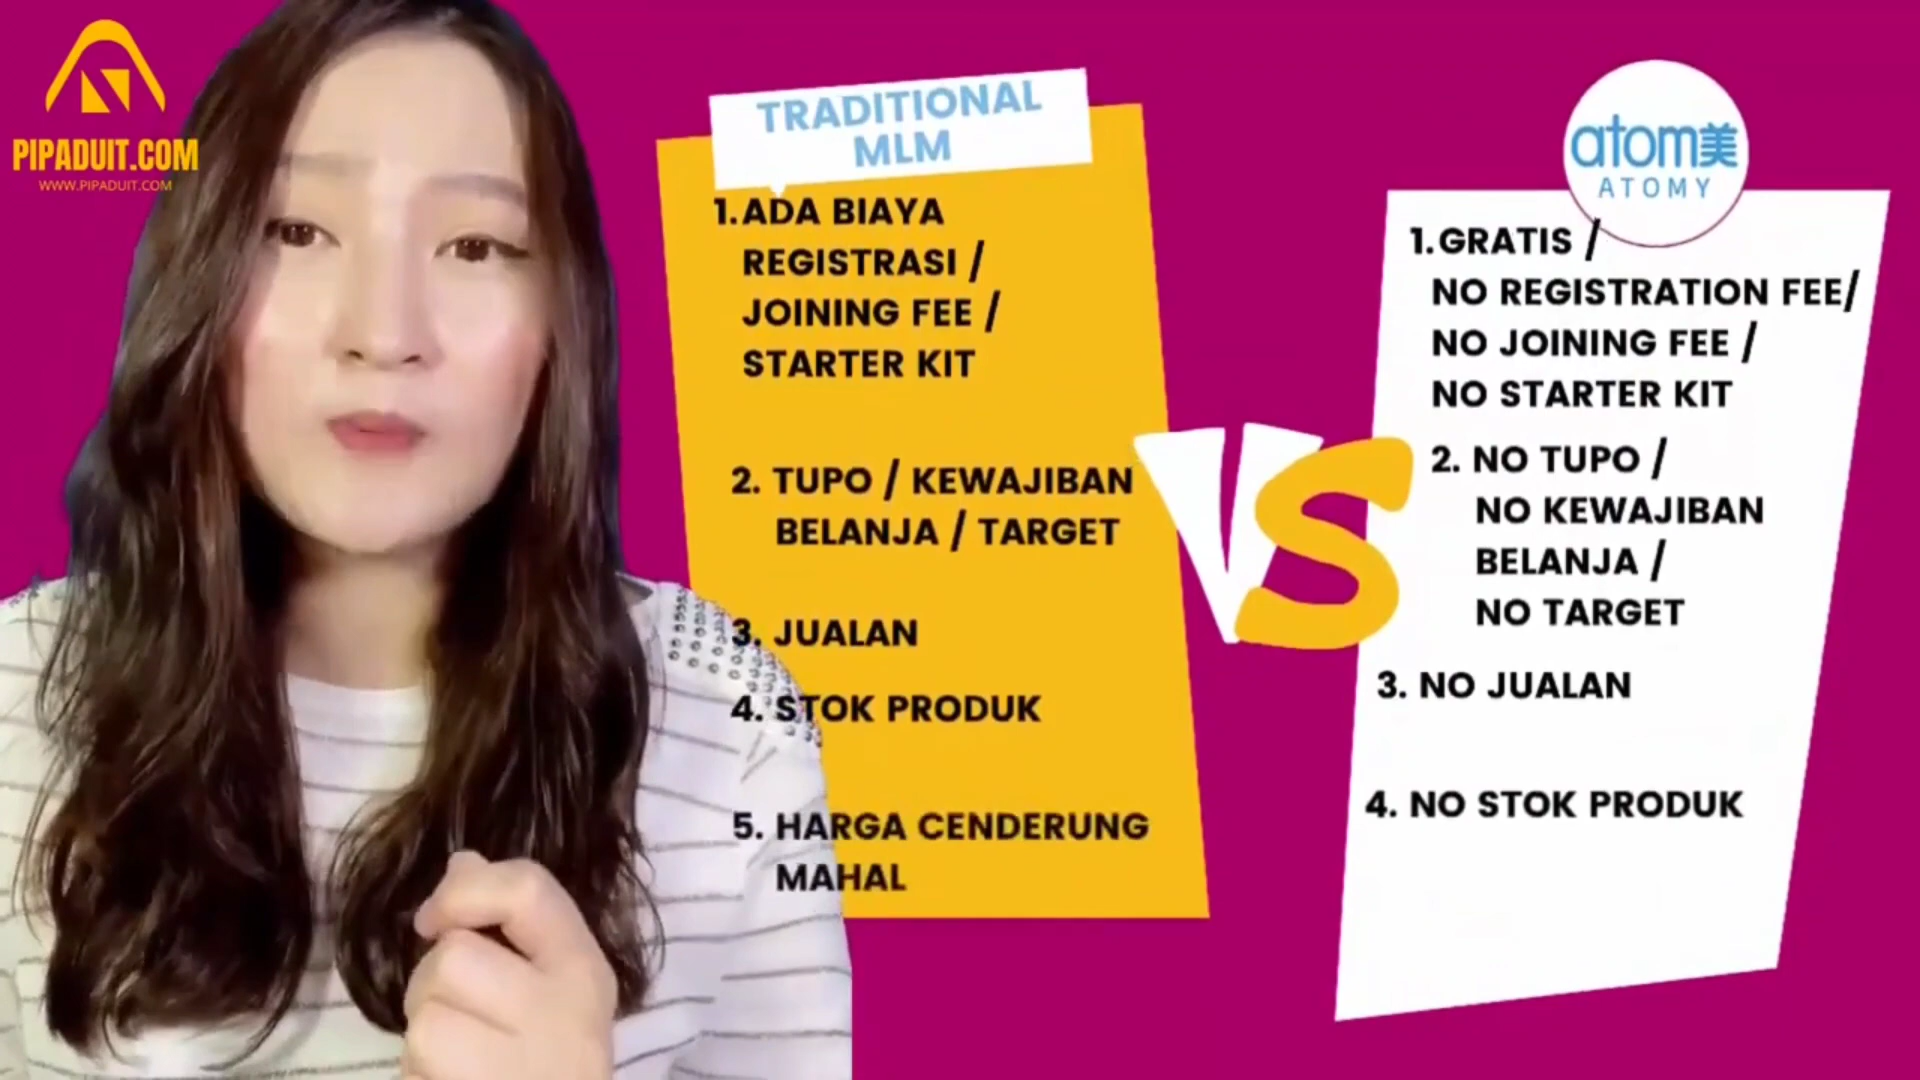 PIPADUIT.COM
WWW.PIPADUIT.COM
TRADITIONAL
MLM
1.ADA BIAYA
REGISTRASI /
JOINING FEE /
STARTER KIT
2. TUPO / KEWAJIBAN
BELANJA / TARGET
3. JUALAN
4. STOK PRODUK
5. HARGA CENDERUNG
MAHAL
VS
atom美
ATOMY
1.GRATIS /
NO REGISTRATION FEE/
NO JOINING FEE /
NO STARTER KIT
2. NO TUPO /
NO KEWAJIBAN
BELANJA /
NO TARGET
3. NO JUALAN
4. NO STOK PRODUK